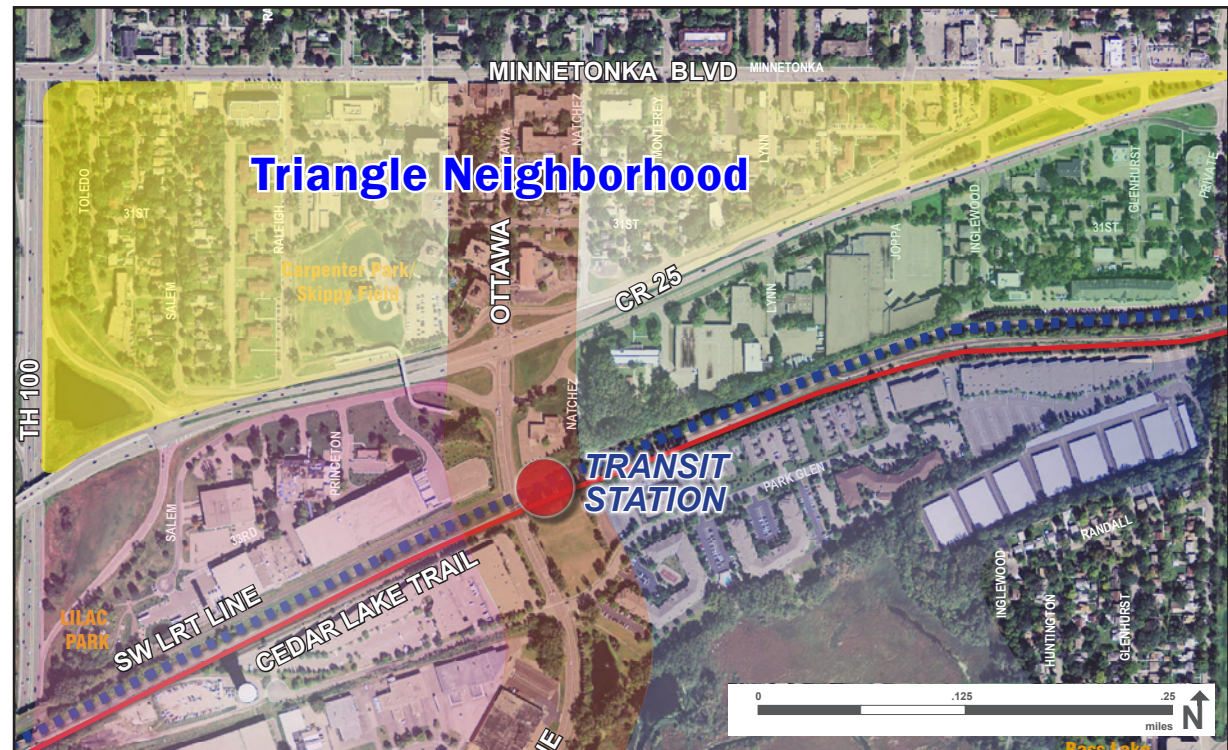 MINNETONKA BLVD
MINNETONKA
NATCHEZ
MONTEREY
LYNN
Triangle Neighborhood
TOLEDO
31ST
RALEIGH
SALEM
Carpenter Park/
Skippy Field
OTTAWA
31ST
CR 25
LYNN
JOPPA
INGLEWOOD
GLENHURST
31ST
PRIVATE
TH 100
NATCHEZ
PRINCETON
SALEM
33RD
TRANSIT
STATION
PARK GLEN
RANDALL
INGLEWOOD
HUNTINGTON
GLENHURST
LILAC
PARK
SW LRT LINE
CEDAR LAKE TRAIL
0 .125 .25
miles
N
Bass Lake